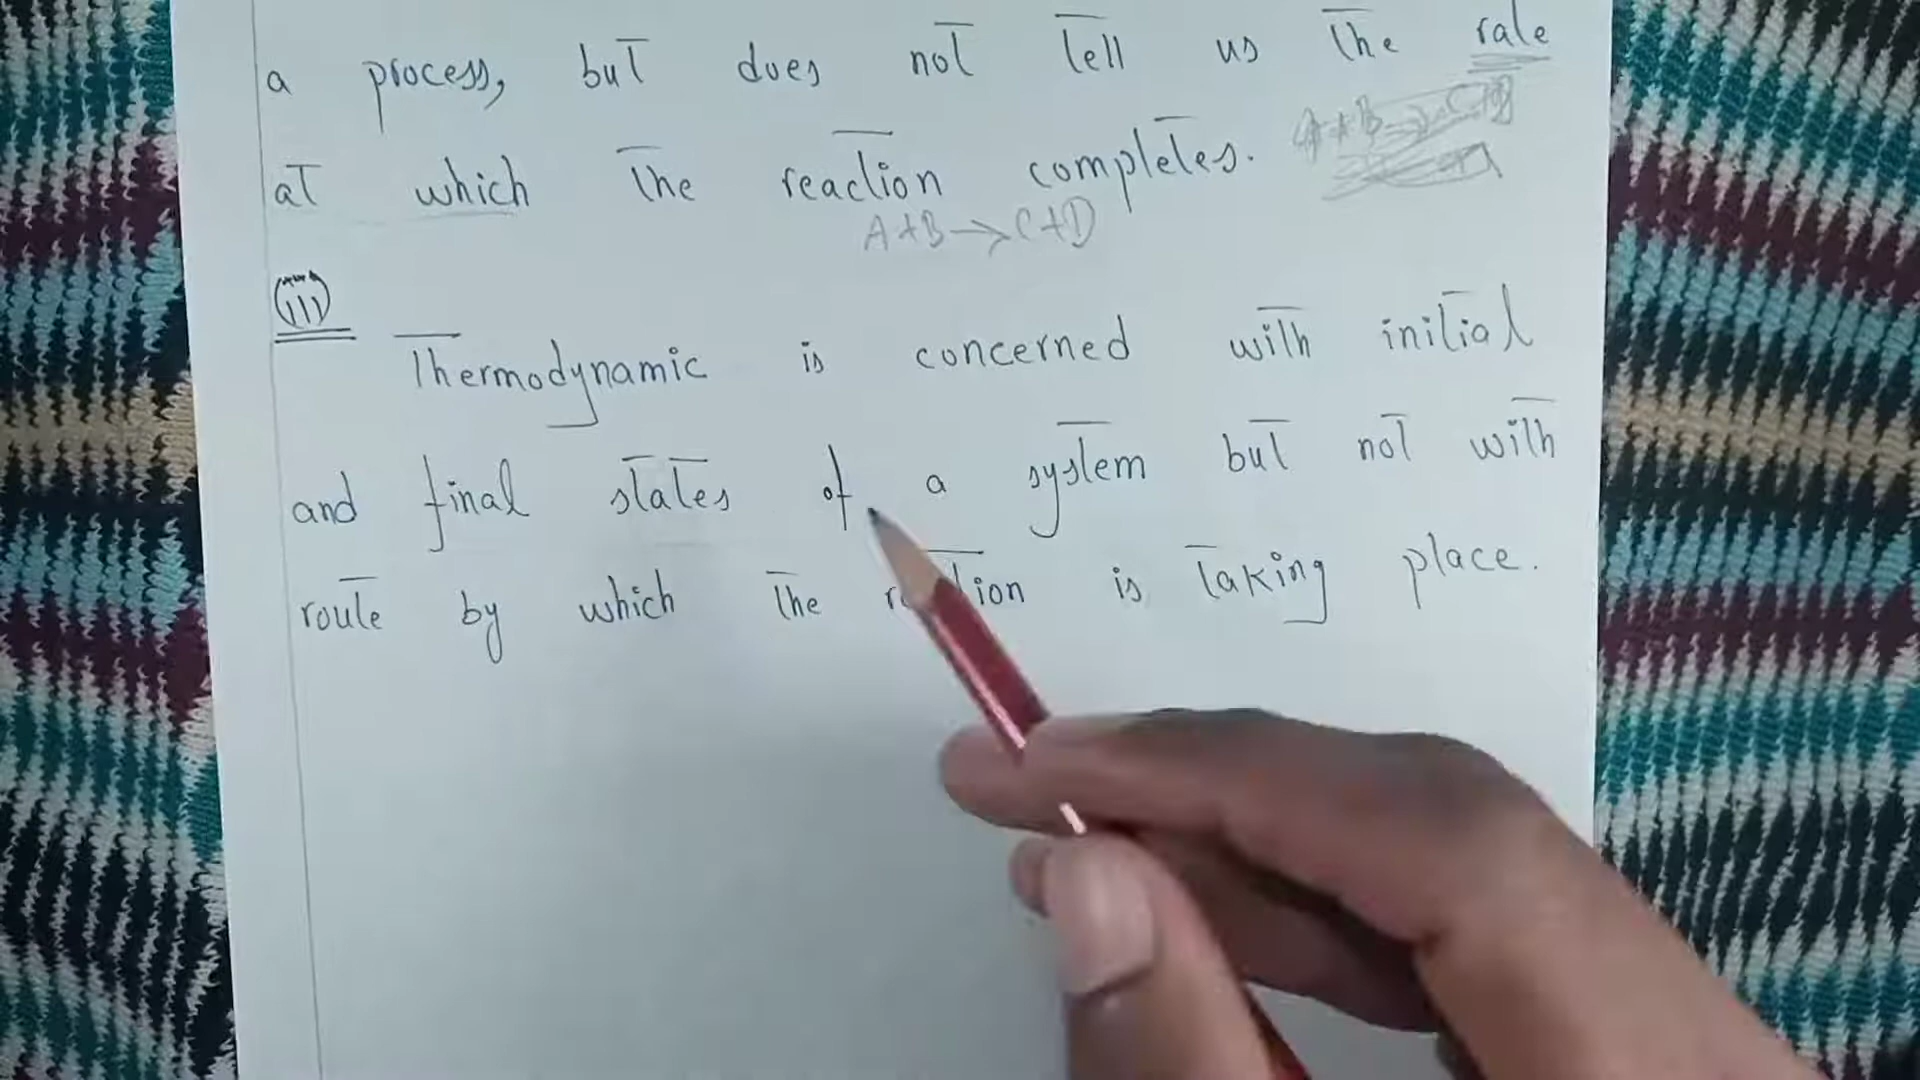 a process, but does not tell us the rate
at which the reaction completes.
A+B→C+D
(iii)
Thermodynamic is concerned with initial
and final states of a system but not with
route by which the reaction is taking place.